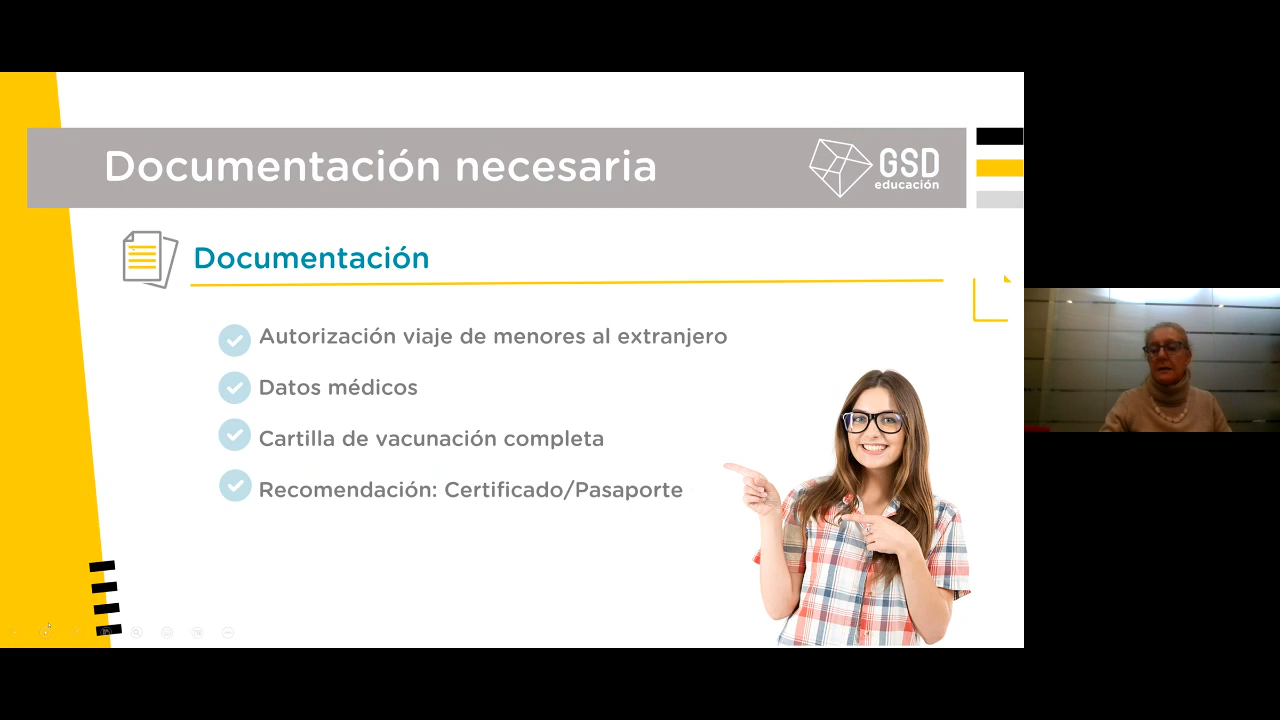 Documentación necesaria
GSD
educación
Documentación
Autorización viaje de menores al extranjero
Datos médicos
Cartilla de vacunación completa
Recomendación: Certificado/Pasaporte